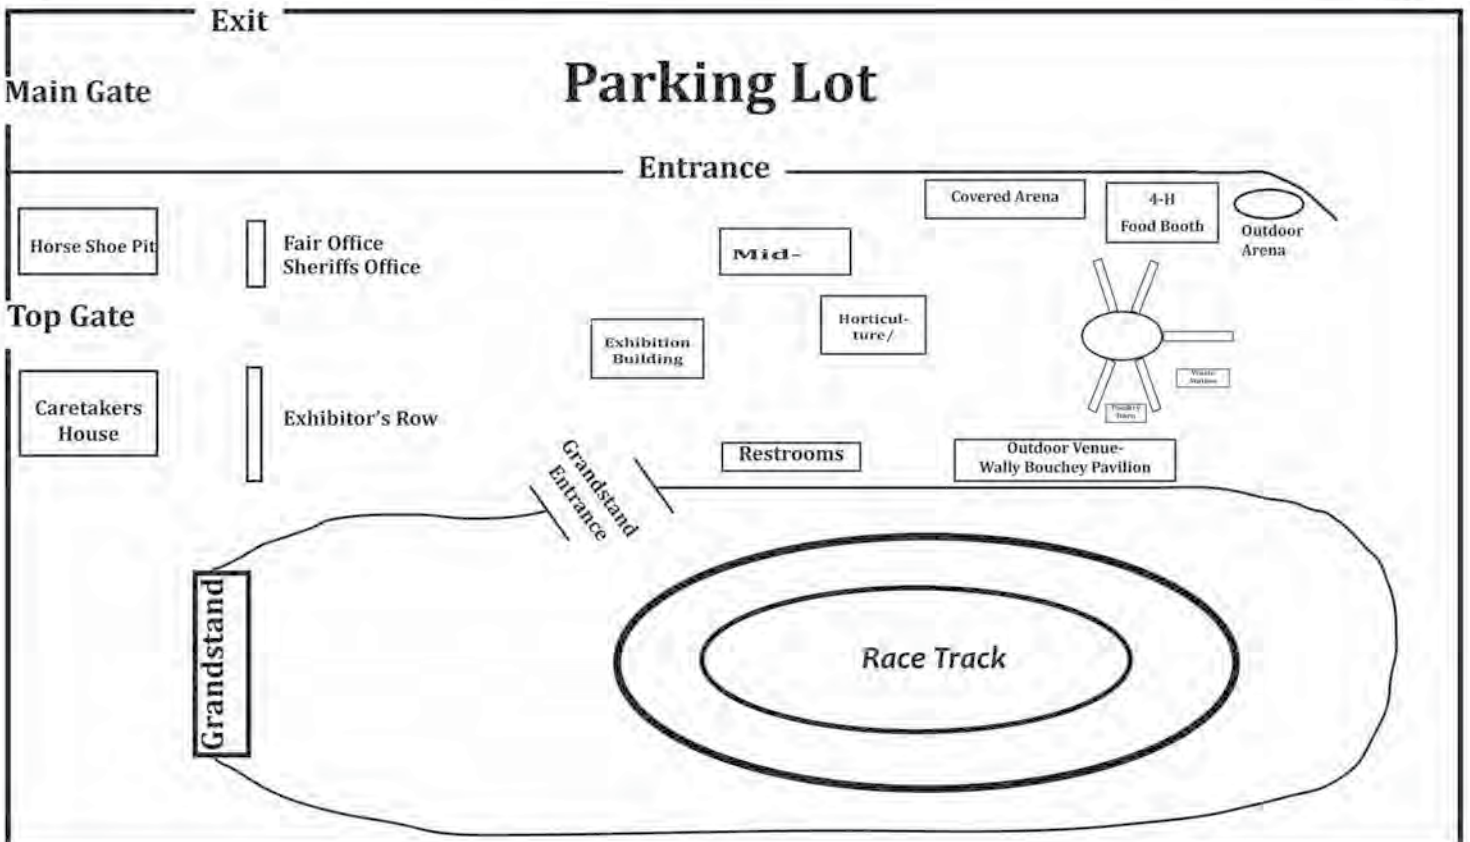 Exit
Parking Lot
Main Gate
Entrance
Covered Arena
4-H
Food Booth
Outdoor
Arena
Horse Shoe Pit
Fair Office
Sheriffs Office
Mid-
Top Gate
Horticul-
ture/
Exhibition
Building
Caretakers
House
Exhibitor's Row
Grandstand
Entrance
Restrooms
Outdoor Venue-
Wally Bouchey Pavilion
Grandstand
Race Track